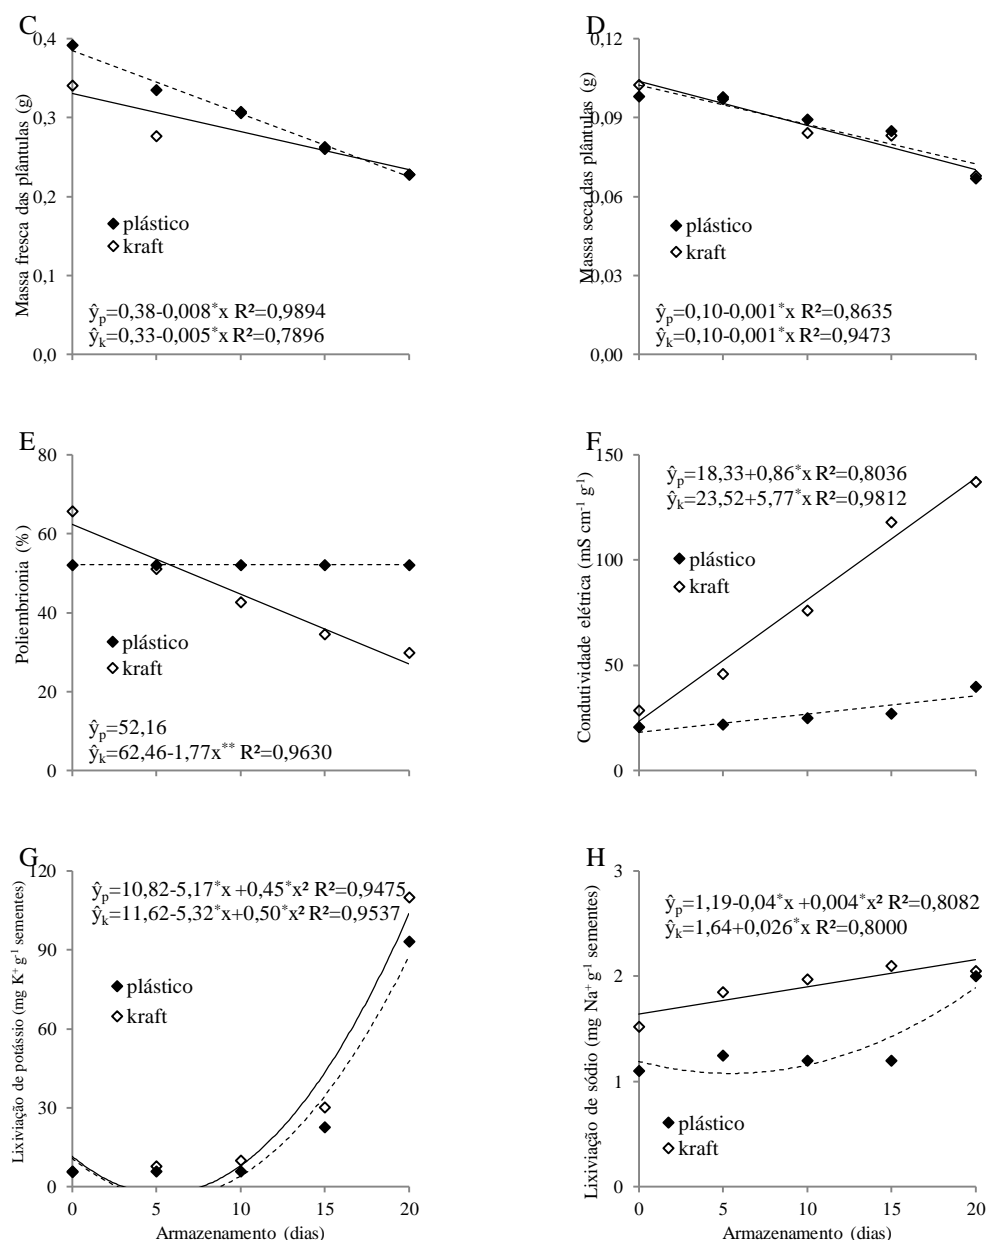 C
Massa fresca das plântulas (g)
0,4
0,3
0,2
0,1
0,0
plástico
kraft
ŷp=0,38-0,008*x R²=0,9894
ŷk=0,33-0,005*x R²=0,7896
D
Massa seca das plântulas (g)
0,12
0,09
0,06
0,03
0,00
plástico
kraft
ŷp=0,10-0,001*x R²=0,8635
ŷk=0,10-0,001*x R²=0,9473
E
Poliembrionia (%)
80
60
40
20
0
plástico
kraft
ŷp=52,16
ŷk=62,46-1,77x** R²=0,9630
F
Condutividade elétrica (mS cm⁻¹ g⁻¹)
150
100
50
0
ŷp=18,33+0,86*x R²=0,8036
ŷk=23,52+5,77*x R²=0,9812
plástico
kraft
G
Lixiviação de potássio (mg K⁺ g⁻¹ sementes)
120
90
60
30
0
ŷp=10,82-5,17*x +0,45*x² R²=0,9475
ŷk=11,62-5,32*x+0,50*x² R²=0,9537
plástico
kraft
0 5 10 15 20
Armazenamento (dias)
H
Lixiviação de sódio (mg Na⁺ g⁻¹ sementes)
3
2
1
0
ŷp=1,19-0,04*x +0,004*x² R²=0,8082
ŷk=1,64+0,026*x R²=0,8000
plástico
kraft
0 5 10 15 20
Armazenamento (dias)